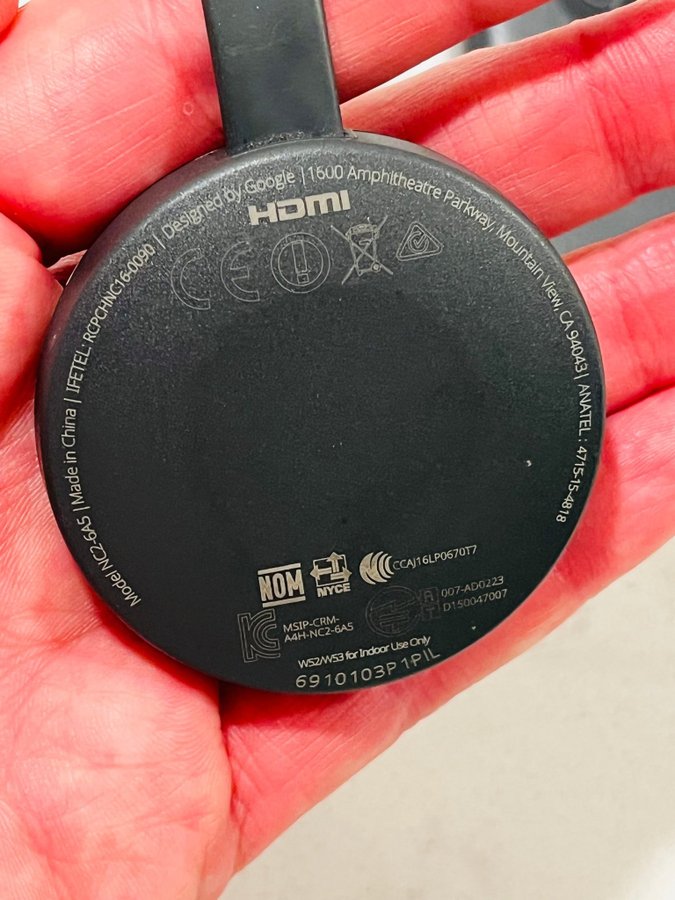 Model NC2-6A5 | Made in China | IFETEL: RCPCHNC16-0090 | Designed by Google | 1600 Amphitheatre Parkway, Mountain View, CA 94043 | ANATEL : 4715-15-4818
HDMI
CE
NOM
NYCE
CCAJ16LP0670T7
MSIP-CRM-
A4H-NC2-6A5
007-AD0223
D150047007
W52/W53 for Indoor Use Only
6910103P1PIL